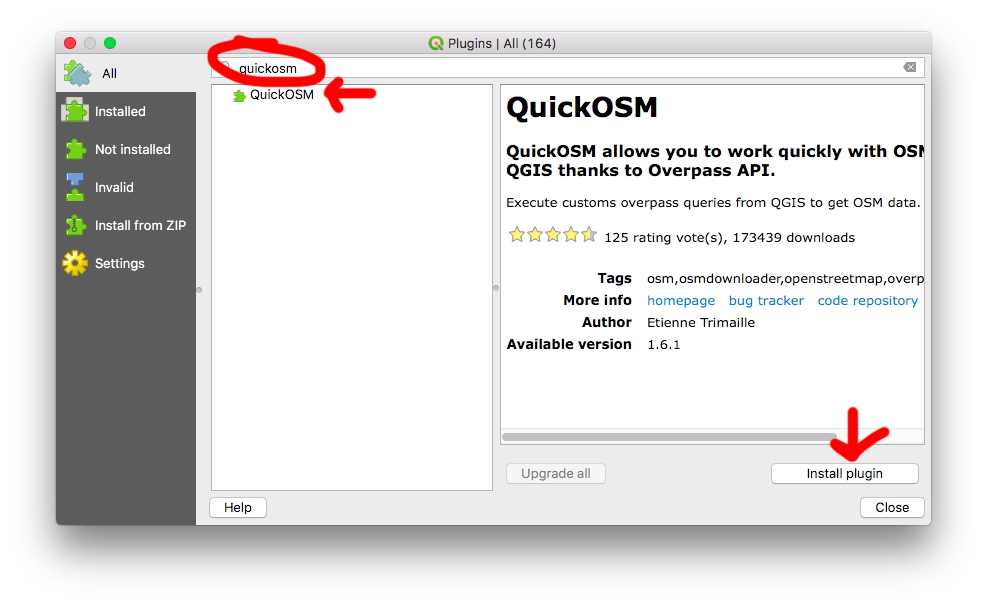 Plugins | All (164)
All
Installed
Not installed
Invalid
Install from ZIP
Settings
quickosm
QuickOSM
QuickOSM
QuickOSM allows you to work quickly with OSM
QGIS thanks to Overpass API.
Execute customs overpass queries from QGIS to get OSM data.
125 rating vote(s), 173439 downloads
Tags osm,osmdownloader,openstreetmap,overp
More info homepage bug tracker code repository
Author Etienne Trimaille
Available version 1.6.1
Upgrade all Install plugin
Help Close